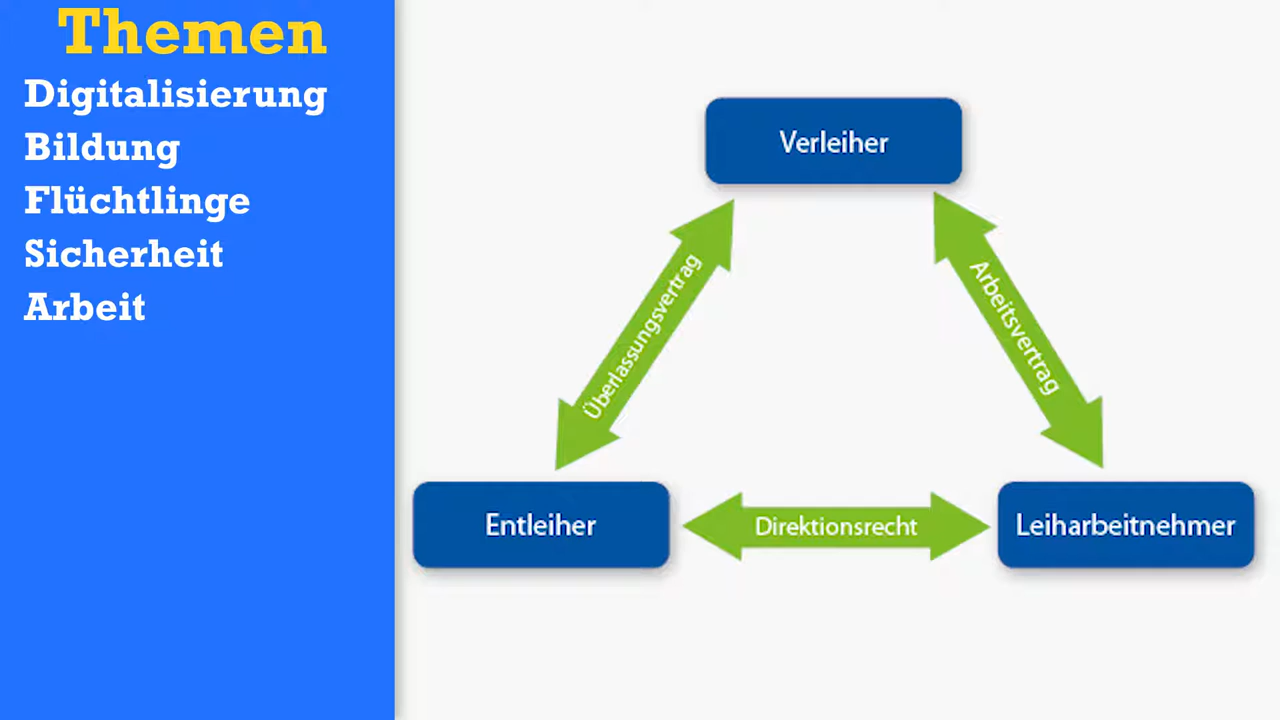 Themen
Digitalisierung
Bildung
Flüchtlinge
Sicherheit
Arbeit
Verleiher
Überlassungsvertrag
Arbeitsvertrag
Entleiher
Direktionsrecht
Leiharbeitnehmer